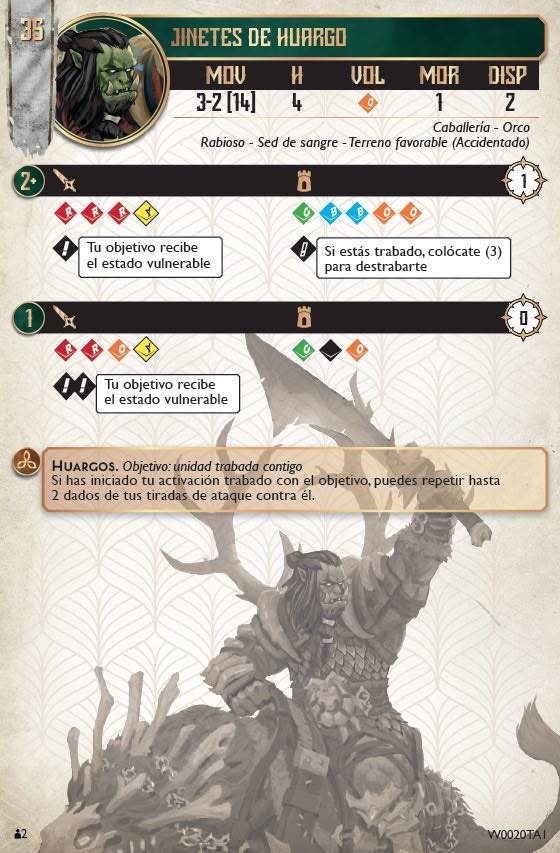 35
JINETES DE HUARGO
MOV H VOL MOR DISP
3-2 [14] 4 O 1 2
Caballería - Orco
Rabioso - Sed de sangre - Terreno favorable (Accidentado)
2+ 1
R R R Y G B B O O
! Tu objetivo recibe
el estado vulnerable
! Si estás trabado, colócate (3)
para destrabarte
1 0
R R O Y G O
! ! Tu objetivo recibe
el estado vulnerable
HUARGOS. Objetivo: unidad trabada contigo
Si has iniciado tu activación trabado con el objetivo, puedes repetir hasta
2 dados de tus tiradas de ataque contra él.
2 W0020TA1